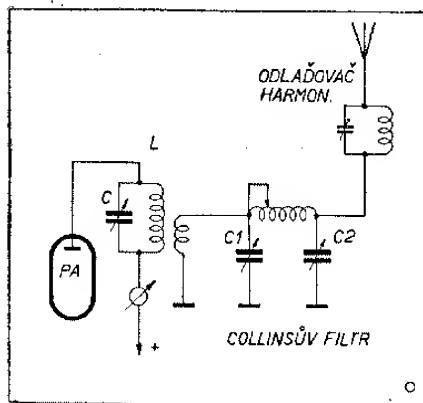 ODLAĎOVAČ
HARMON.
L
C
C1
C2
PA
+
COLLINSŮV FILTR